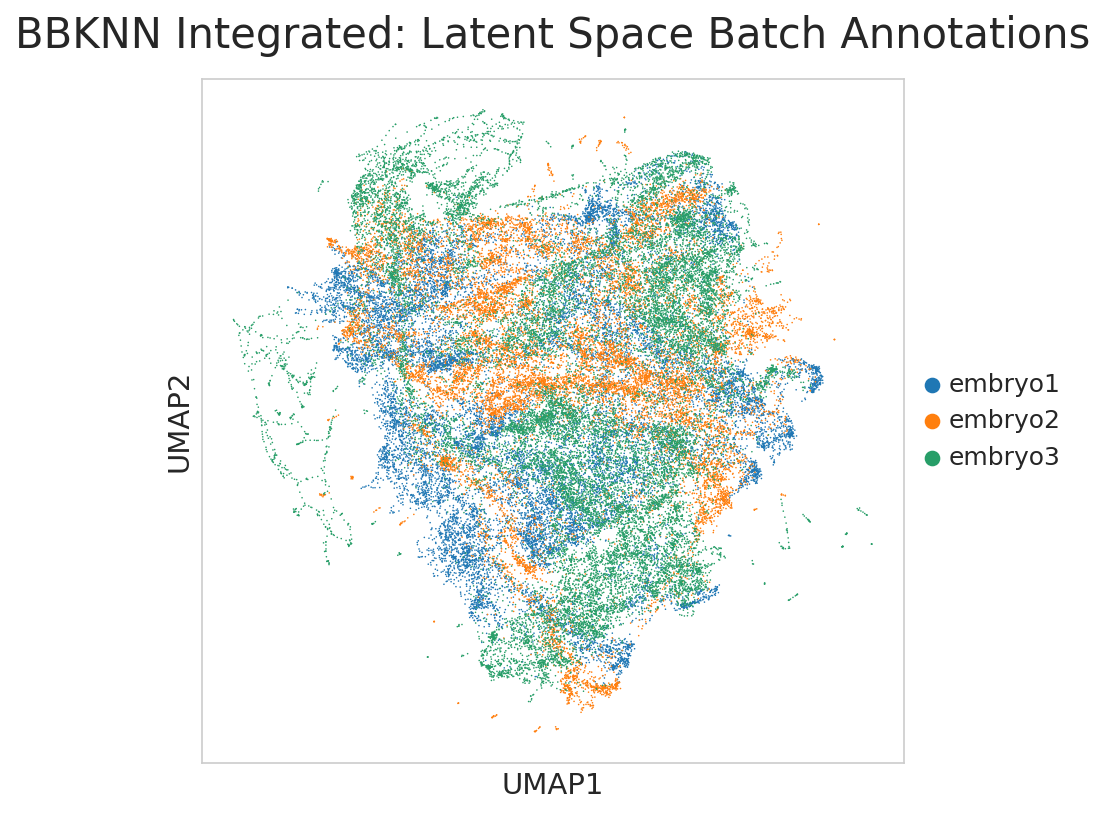 BBKNN Integrated: Latent Space Batch Annotations
UMAP2
embryo1
embryo2
embryo3
UMAP1